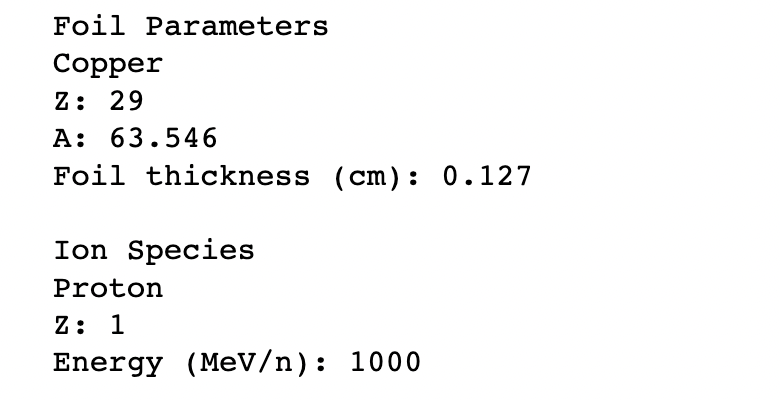 Foil Parameters
Copper
Z: 29
A: 63.546
Foil thickness (cm): 0.127
Ion Species
Proton
Z: 1
Energy (MeV/n): 1000